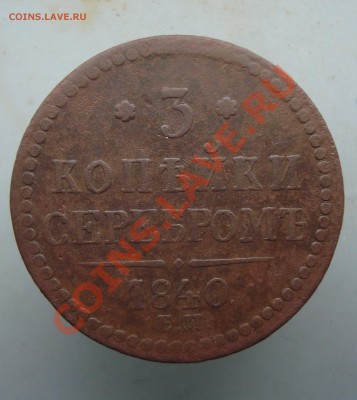 COINS.LAVE.RU
* 3 *
КОПѢЙКИ
СЕРЕБРОМЪ
1840
COINS.LAVE.RU